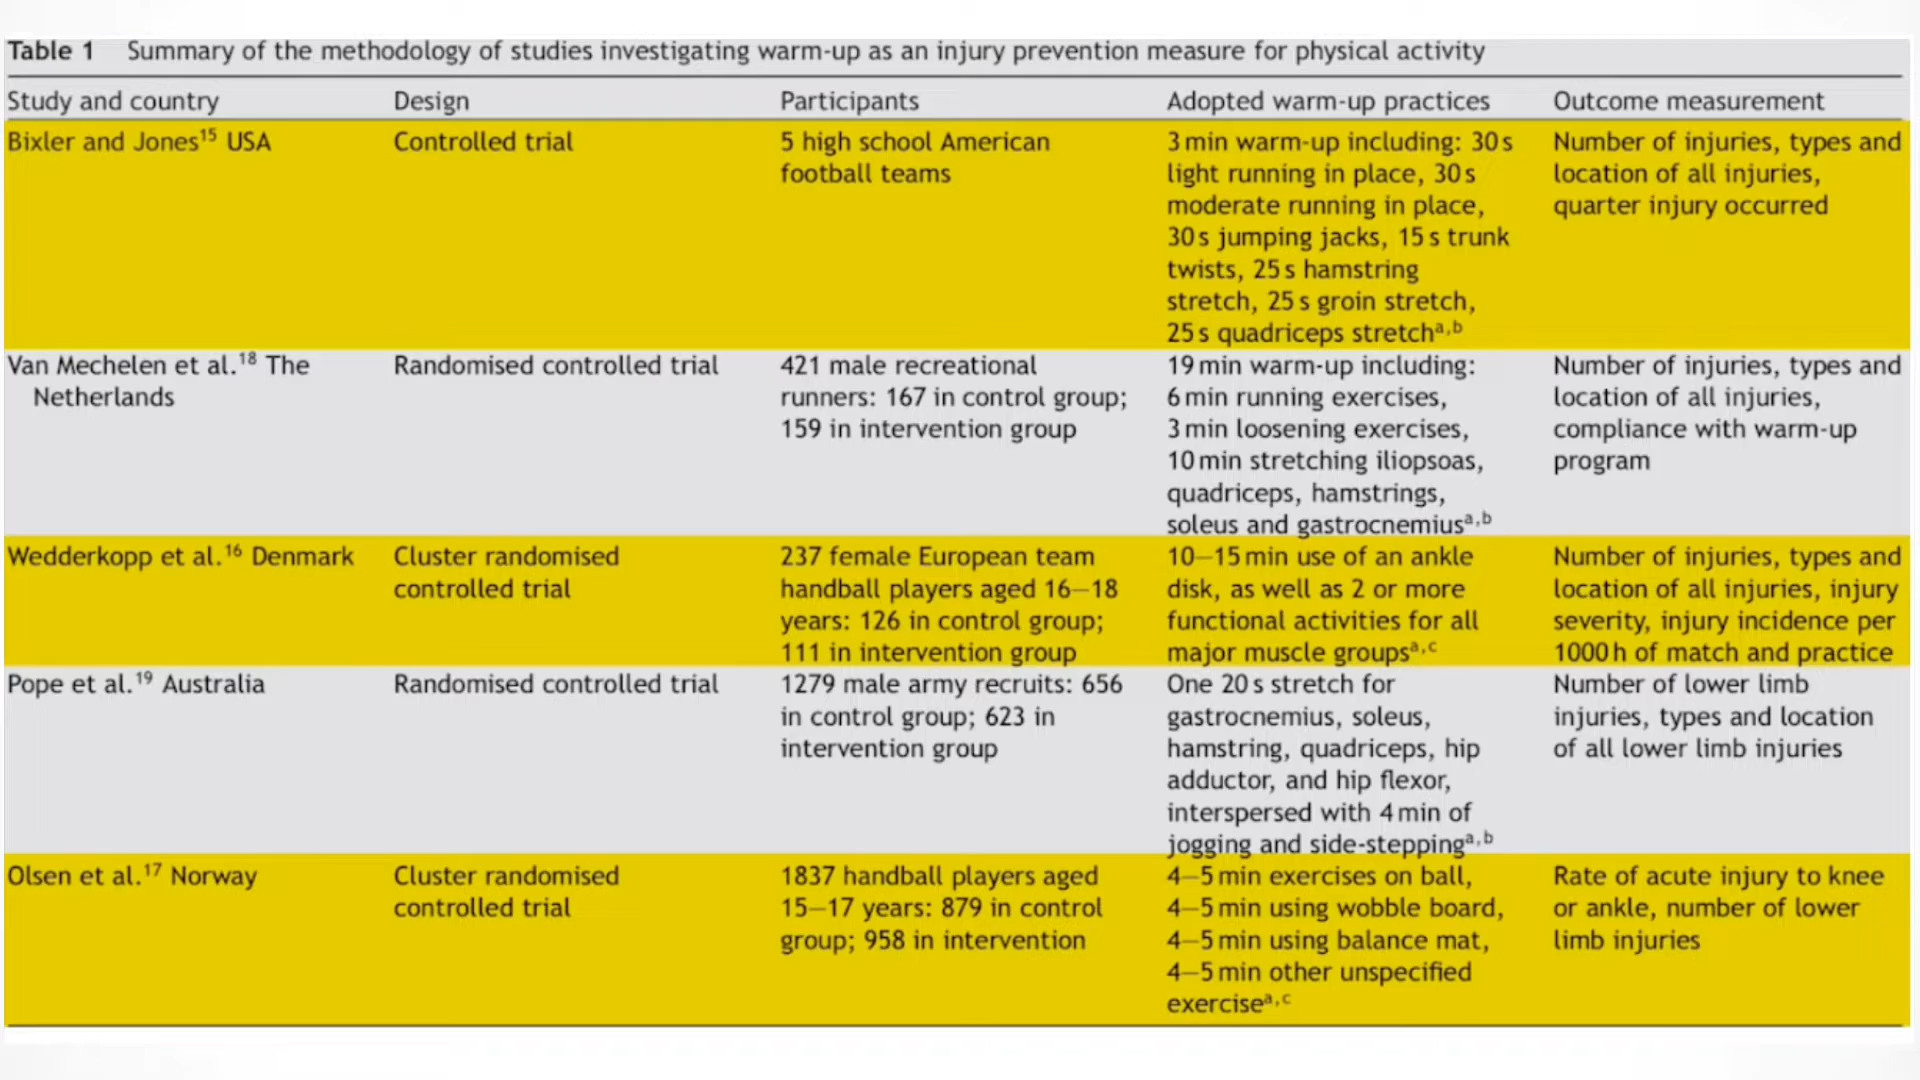 Table 1 Summary of the methodology of studies investigating warm-up as an injury prevention measure for physical activity
Study and country Design Participants Adopted warm-up practices Outcome measurement
Bixler and Jones15 USA
Controlled trial
5 high school American
football teams
3 min warm-up including: 30 s
light running in place, 30 s
moderate running in place,
30 s jumping jacks, 15 s trunk
twists, 25 s hamstring
stretch, 25 s groin stretch,
25 s quadriceps stretcha,b
Number of injuries, types and
location of all injuries,
quarter injury occurred
Van Mechelen et al.18 The
Netherlands
Randomised controlled trial
421 male recreational
runners: 167 in control group;
159 in intervention group
19 min warm-up including:
6 min running exercises,
3 min loosening exercises,
10 min stretching iliopsoas,
quadriceps, hamstrings,
soleus and gastrocnemiusa,b
Number of injuries, types and
location of all injuries,
compliance with warm-up
program
Wedderkopp et al.16 Denmark
Cluster randomised
controlled trial
237 female European team
handball players aged 16–18
years: 126 in control group;
111 in intervention group
10–15 min use of an ankle
disk, as well as 2 or more
functional activities for all
major muscle groupsa,c
Number of injuries, types and
location of all injuries, injury
severity, injury incidence per
1000 h of match and practice
Pope et al.19 Australia
Randomised controlled trial
1279 male army recruits: 656
in control group; 623 in
intervention group
One 20 s stretch for
gastrocnemius, soleus,
hamstring, quadriceps, hip
adductor, and hip flexor,
interspersed with 4 min of
jogging and side-steppinga,b
Number of lower limb
injuries, types and location
of all lower limb injuries
Olsen et al.17 Norway
Cluster randomised
controlled trial
1837 handball players aged
15–17 years: 879 in control
group; 958 in intervention
4–5 min exercises on ball,
4–5 min using wobble board,
4–5 min using balance mat,
4–5 min other unspecified
exercisea,c
Rate of acute injury to knee
or ankle, number of lower
limb injuries